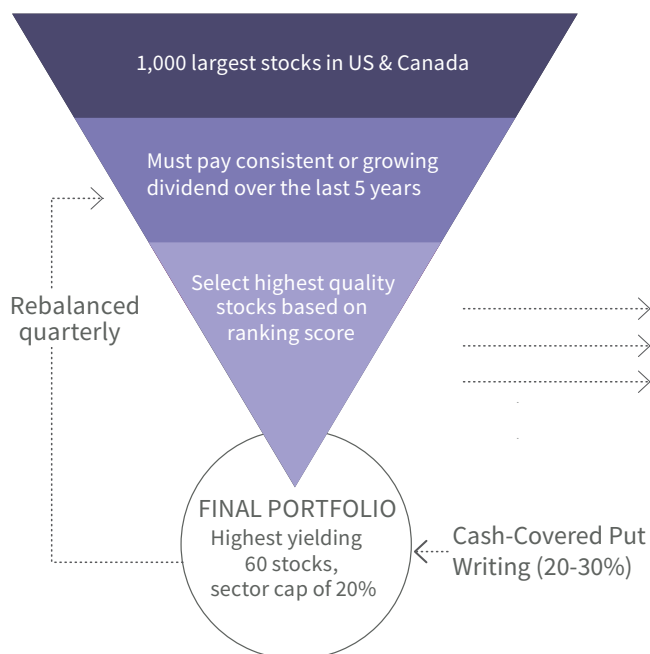 1,000 largest stocks in US & Canada
Must pay consistent or growing
dividend over the last 5 years
Select highest quality
stocks based on
ranking score
Rebalanced
quarterly
FINAL PORTFOLIO
Highest yielding
60 stocks,
sector cap of 20%
Cash-Covered Put
Writing (20-30%)